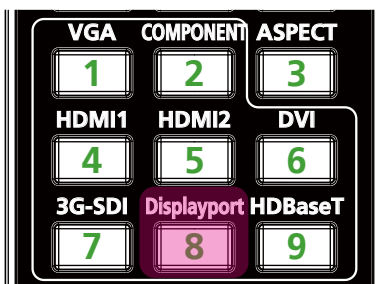 VGA COMPONENT ASPECT
1 2 3
HDMI1 HDMI2 DVI
4 5 6
3G-SDI Displayport HDBaseT
7 8 9